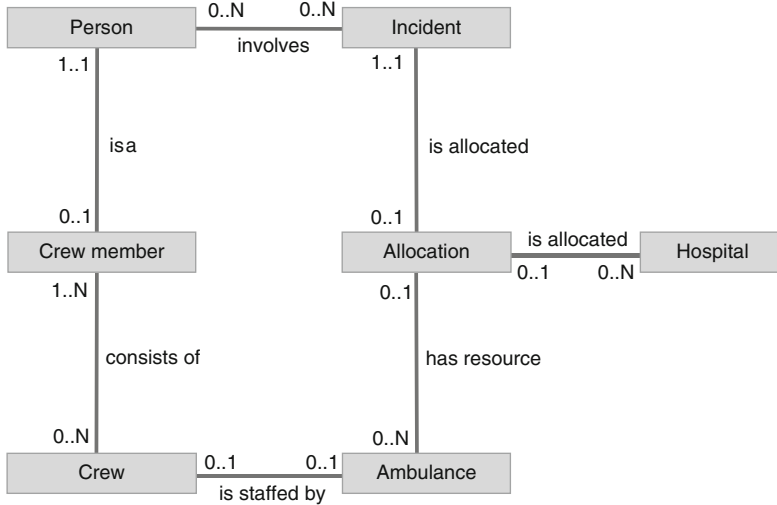 Person
0..N
0..N
Incident
involves
1..1
1..1
is a
is allocated
0..1
0..1
Crew member
Allocation
is allocated
Hospital
0..1
0..N
1..N
0..1
consists of
has resource
0..N
0..N
Crew
0..1
0..1
Ambulance
is staffed by